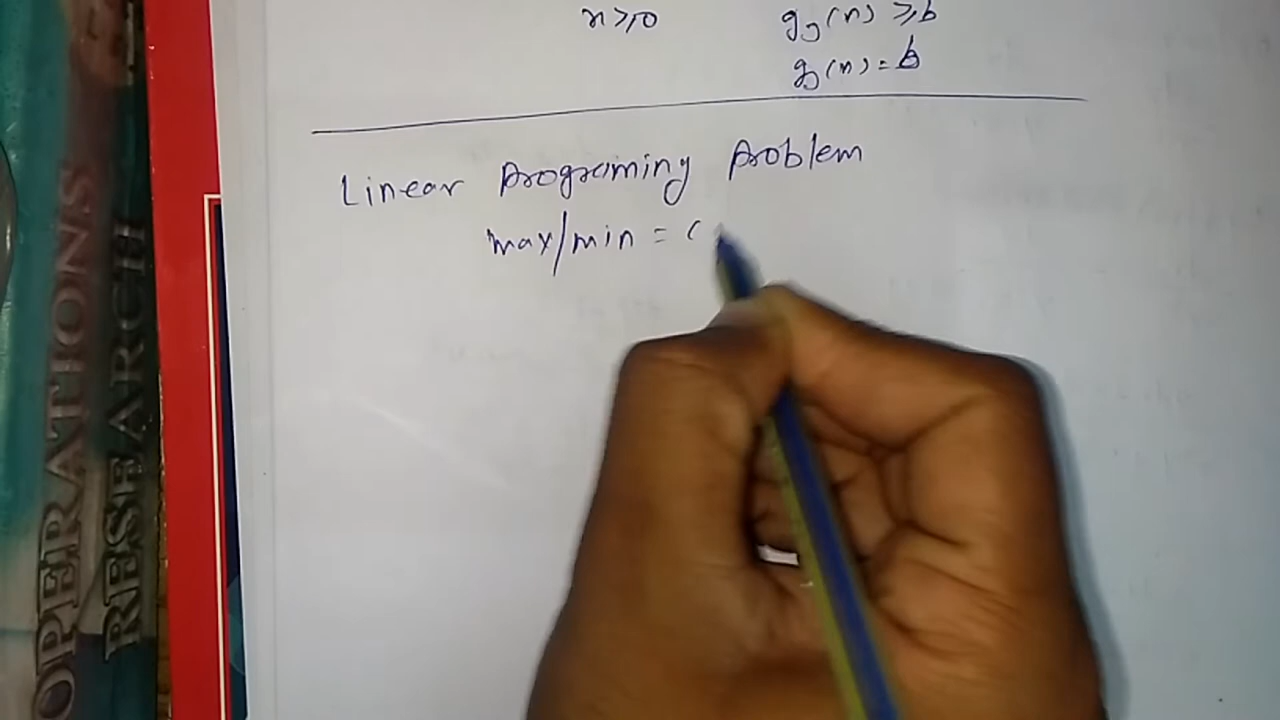 x ≥ 0 gj(x) ≥ b
gj(x) = b
Linear Programing Problem
max/min = C
OPERATIONS
RESEARCH